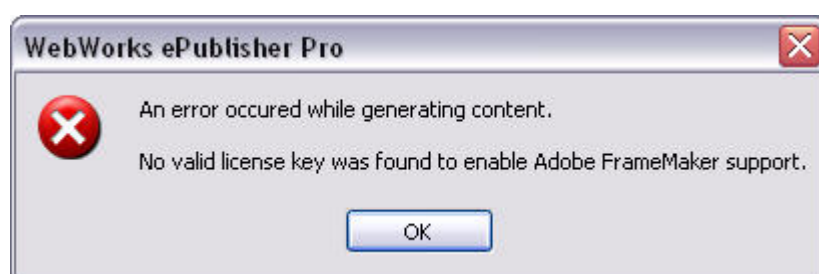 WebWorks ePublisher Pro
An error occured while generating content.
No valid license key was found to enable Adobe FrameMaker support.
OK